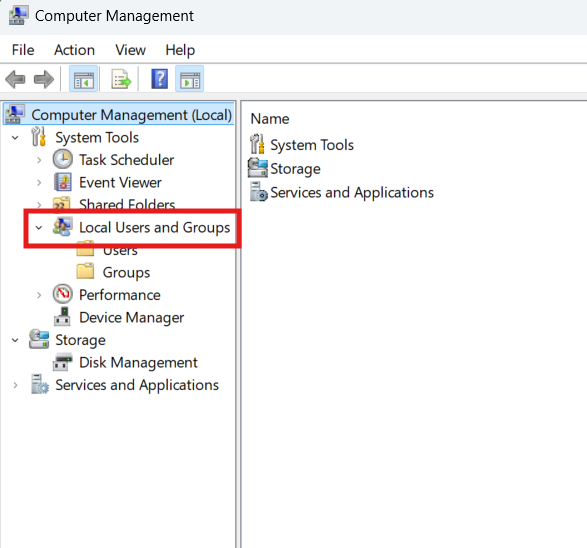 Computer Management
File Action View Help
Computer Management (Local)
System Tools
Task Scheduler
Event Viewer
Shared Folders
Local Users and Groups
Users
Groups
Performance
Device Manager
Storage
Disk Management
Services and Applications
Name
System Tools
Storage
Services and Applications